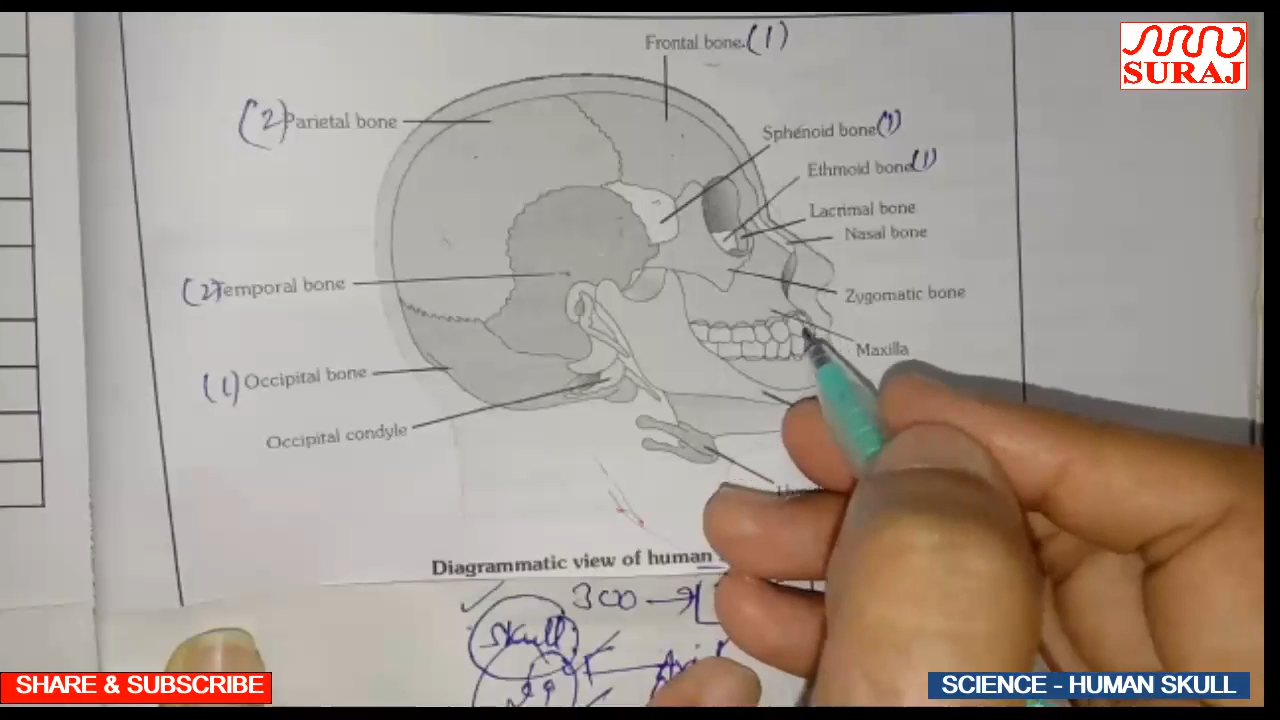 SURAJ
Frontal bone. (1)
(2) Parietal bone
Sphenoid bone (1)
Ethmoid bone (1)
Lacrimal bone
Nasal bone
(2) Temporal bone
Zygomatic bone
Maxilla
(1) Occipital bone
Occipital condyle
Diagrammatic view of human
300 →
Skull
SHARE & SUBSCRIBE
SCIENCE - HUMAN SKULL